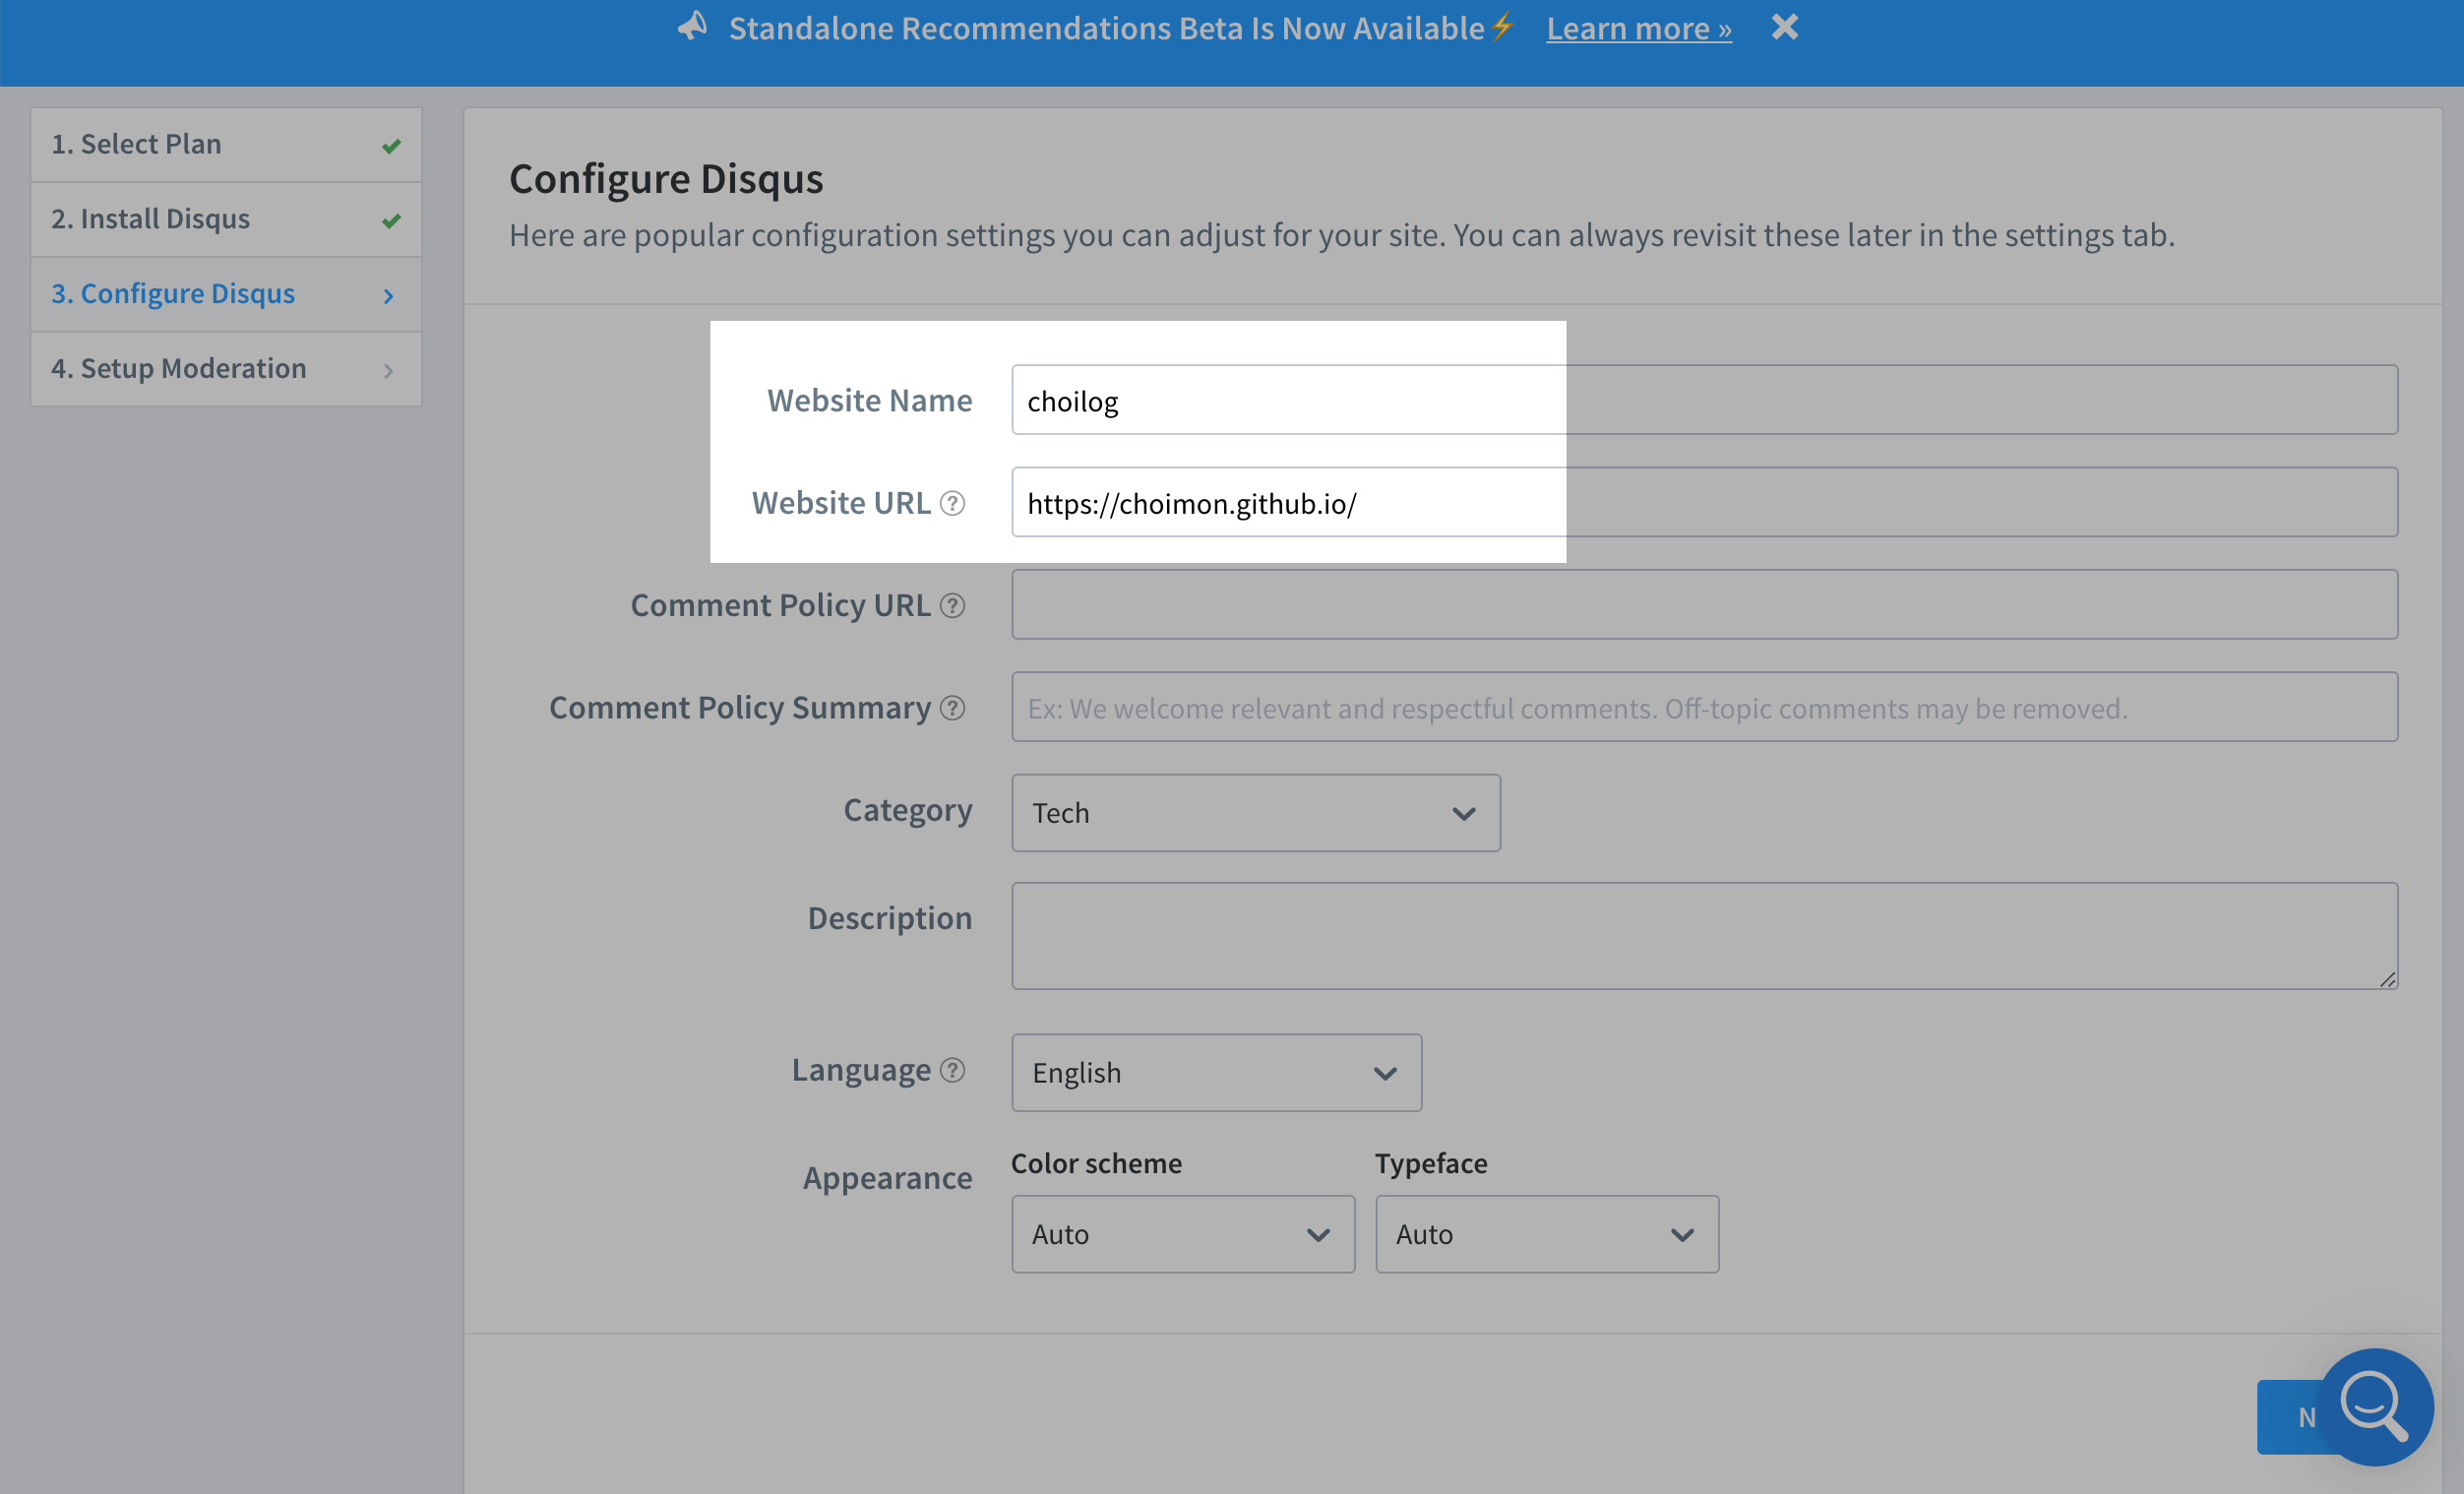 Standalone Recommendations Beta Is Now Available⚡ Learn more »
1. Select Plan
2. Install Disqus
3. Configure Disqus
4. Setup Moderation
Configure Disqus
Here are popular configuration settings you can adjust for your site. You can always revisit these later in the settings tab.
Website Name choilog
Website URL ? https://choimon.github.io/
Comment Policy URL ?
Comment Policy Summary ? Ex: We welcome relevant and respectful comments. Off-topic comments may be removed.
Category Tech
Description
Language ? English
Appearance
Color scheme Typeface
Auto Auto
N